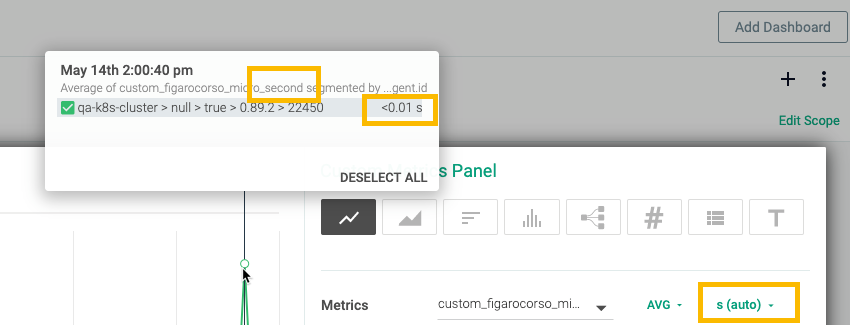 Add Dashboard
May 14th 2:00:40 pm
Average of custom_figarocorso_micro_second segmented by ...gent.id
qa-k8s-cluster > null > true > 0.89.2 > 22450 <0.01 s
Edit Scope
DESELECT ALL
s Panel
T
Metrics custom_figarocorso_mi... AVG s (auto)